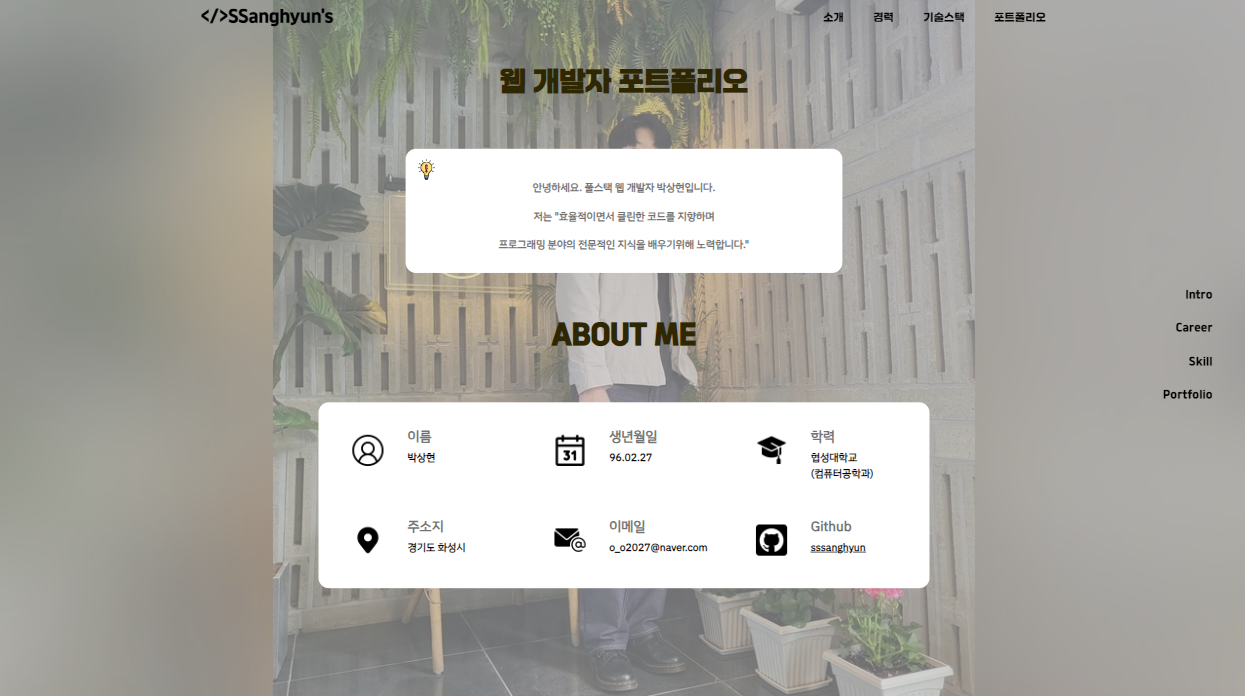 </>SSanghyun's
소개 경력 기술스택 포트폴리오
웹 개발자 포트폴리오
안녕하세요. 풀스택 웹 개발자 박상현입니다.
저는 "효율적이면서 클린한 코드를 지향하며
프로그래밍 분야의 전문적인 지식을 배우기위해 노력합니다."
Intro
Career
Skill
Portfolio
ABOUT ME
이름
박상현
31
생년월일
96.02.27
학력
협성대학교
(컴퓨터공학과)
주소지
경기도 화성시
@
이메일
o_o2027@naver.com
Github
sssanghyun